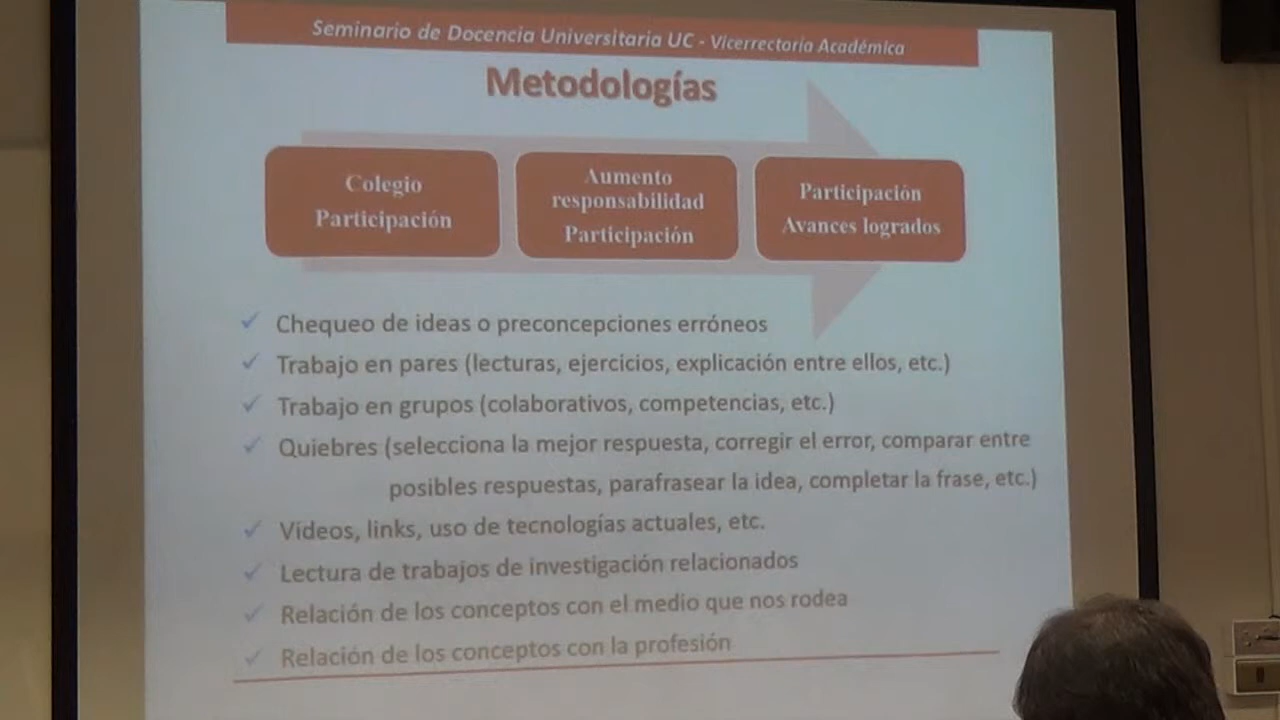 Seminario de Docencia Universitaria UC - Vicerrectoría Académica
Metodologías
Colegio
Participación
Aumento
responsabilidad
Participación
Participación
Avances logrados
✓ Chequeo de ideas o preconcepciones erróneos
✓ Trabajo en pares (lecturas, ejercicios, explicación entre ellos, etc.)
✓ Trabajo en grupos (colaborativos, competencias, etc.)
✓ Quiebres (selecciona la mejor respuesta, corregir el error, comparar entre
posibles respuestas, parafrasear la idea, completar la frase, etc.)
✓ Vídeos, links, uso de tecnologías actuales, etc.
✓ Lectura de trabajos de investigación relacionados
✓ Relación de los conceptos con el medio que nos rodea
✓ Relación de los conceptos con la profesión